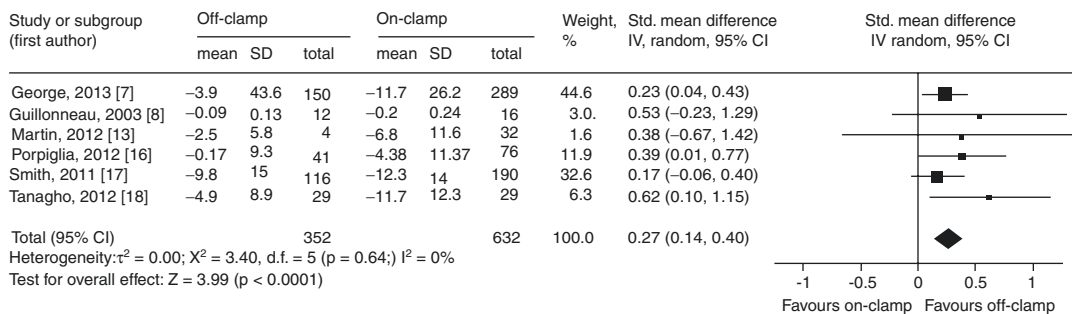 Study or subgroup Off-clamp On-clamp Weight, Std. mean difference Std. mean difference
(first author) mean SD total mean SD total % IV, random, 95% CI IV random, 95% CI
George, 2013 [7] −3.9 43.6 150 −11.7 26.2 289 44.6 0.23 (0.04, 0.43)
Guillonneau, 2003 [8] −0.09 0.13 12 −0.2 0.24 16 3.0. 0.53 (−0.23, 1.29)
Martin, 2012 [13] −2.5 5.8 4 −6.8 11.6 32 1.6 0.38 (−0.67, 1.42)
Porpiglia, 2012 [16] −0.17 9.3 41 −4.38 11.37 76 11.9 0.39 (0.01, 0.77)
Smith, 2011 [17] −9.8 15 116 −12.3 14 190 32.6 0.17 (−0.06, 0.40)
Tanagho, 2012 [18] −4.9 8.9 29 −11.7 12.3 29 6.3 0.62 (0.10, 1.15)
Total (95% CI) 352 632 100.0 0.27 (0.14, 0.40)
Heterogeneity:τ² = 0.00; X² = 3.40, d.f. = 5 (p = 0.64;) I² = 0%
Test for overall effect: Z = 3.99 (p < 0.0001)
-1 -0.5 0 0.5 1
Favours on-clamp Favours off-clamp